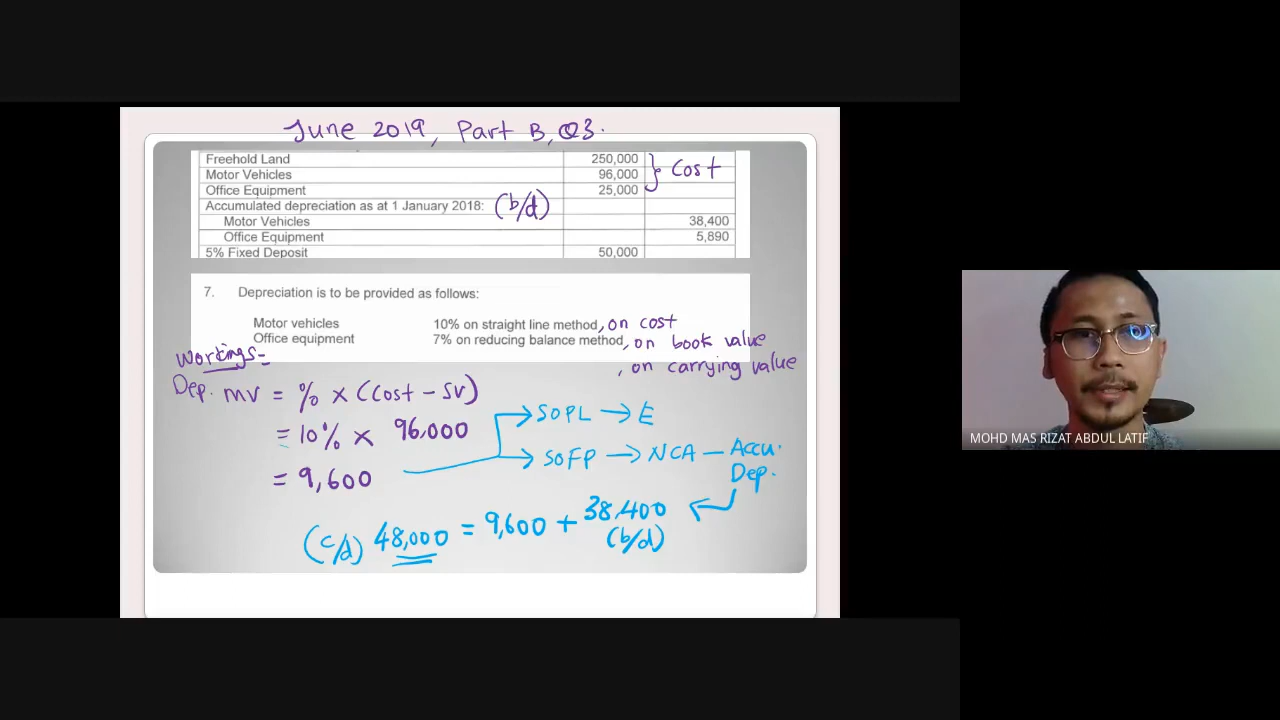 June 2019, Part B, Q3.
Freehold Land 250,000
Motor Vehicles 96,000
Office Equipment 25,000
} Cost
Accumulated depreciation as at 1 January 2018: (b/d)
Motor Vehicles 38,400
Office Equipment 5,890
5% Fixed Deposit 50,000
7. Depreciation is to be provided as follows:
Motor vehicles 10% on straight line method, on cost
Office equipment 7% on reducing balance method, on book value
, on carrying value
Workings=
Dep. mv = % × (Cost - SV)
= 10% × 96,000
= 9,600
→ SOPL → E
→ SOFP → NCA — Accu. Dep.
(c/d) 48,000 = 9,600 + 38,400
(b/d)
MOHD MAS RIZAT ABDUL LATIF